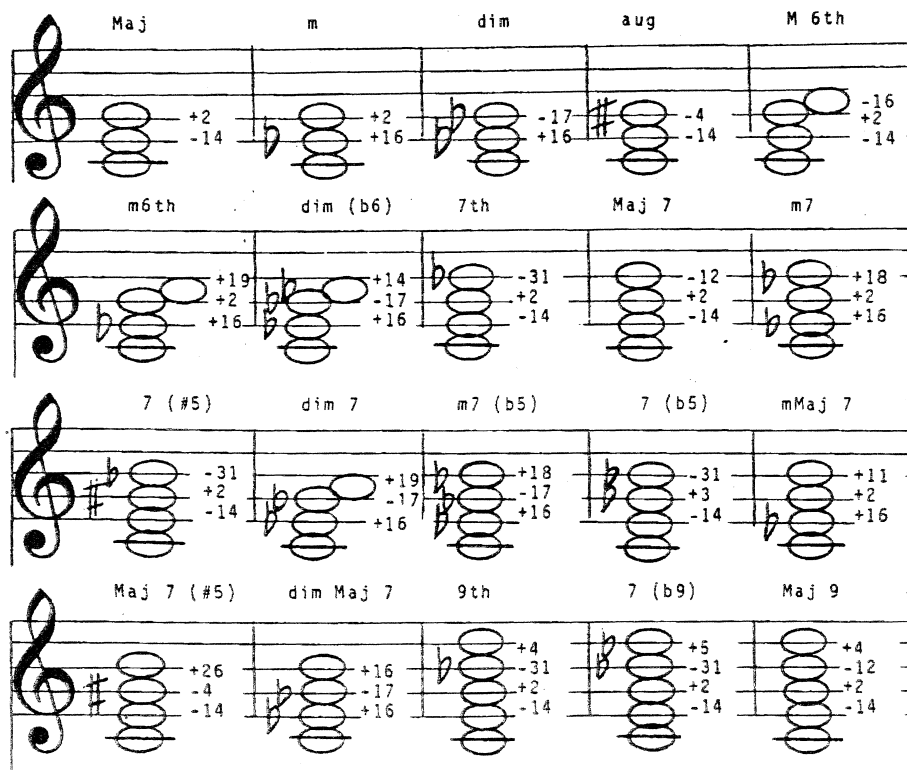 Maj m dim aug M 6th
-16
+2 +2 -17 -4 +2
-14 +16 +16 -14 -14
m6th dim (b6) 7th Maj 7 m7
+19 +14 -31 -12 +18
+2 -17 +2 +2 +2
+16 +16 -14 -14 +16
7 (#5) dim 7 m7 (b5) 7 (b5) mMaj 7
-31 +19 +18 -31 +11
+2 -17 -17 +3 +2
-14 +16 +16 -14 +16
Maj 7 (#5) dim Maj 7 9th 7 (b9) Maj 9
+4 +5 +4
+26 +16 -31 -31 -12
-4 -17 +2 +2 +2
-14 +16 -14 -14 -14